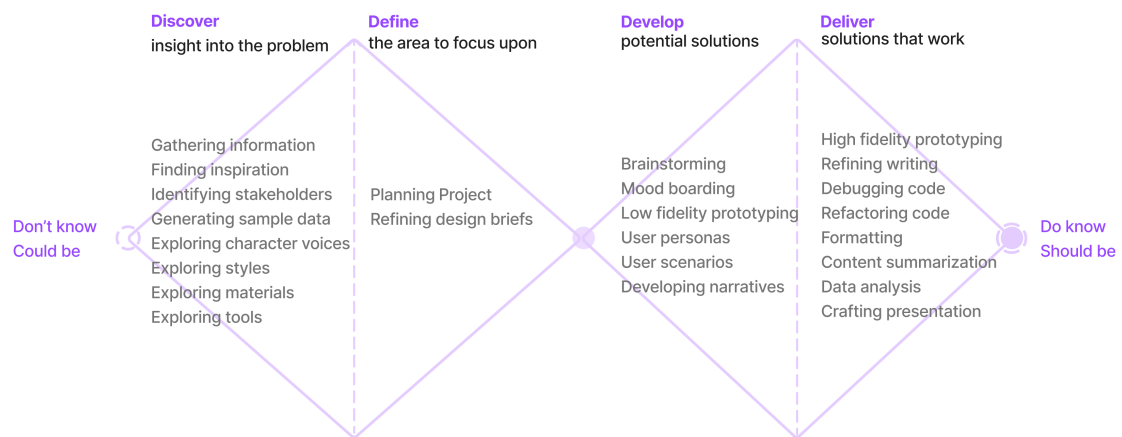 Discover
insight into the problem
Define
the area to focus upon
Develop
potential solutions
Deliver
solutions that work
Don’t know
Could be
Gathering information
Finding inspiration
Identifying stakeholders
Generating sample data
Exploring character voices
Exploring styles
Exploring materials
Exploring tools
Planning Project
Refining design briefs
Brainstorming
Mood boarding
Low fidelity prototyping
User personas
User scenarios
Developing narratives
High fidelity prototyping
Refining writing
Debugging code
Refactoring code
Formatting
Content summarization
Data analysis
Crafting presentation
Do know
Should be